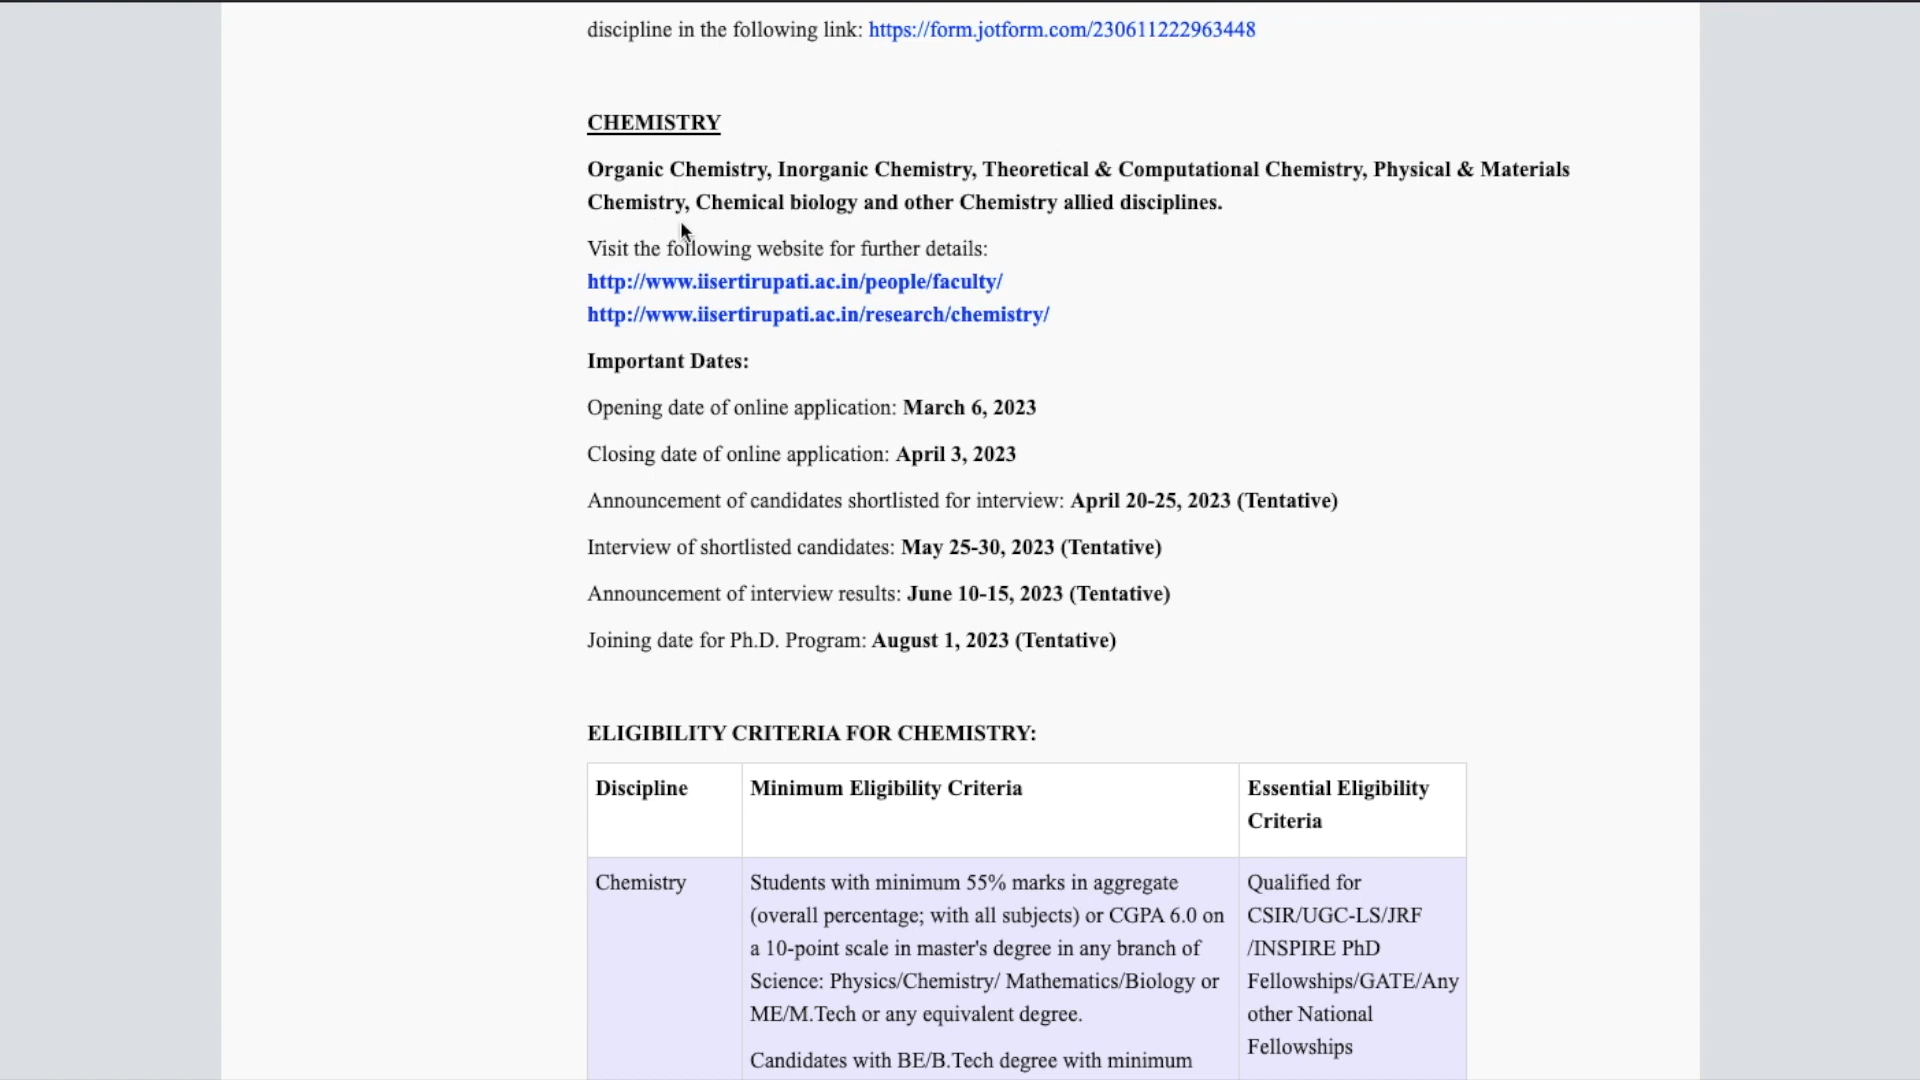 discipline in the following link: https://form.jotform.com/230611222963448
CHEMISTRY
Organic Chemistry, Inorganic Chemistry, Theoretical & Computational Chemistry, Physical & Materials
Chemistry, Chemical biology and other Chemistry allied disciplines.
Visit the following website for further details:
http://www.iisertirupati.ac.in/people/faculty/
http://www.iisertirupati.ac.in/research/chemistry/
Important Dates:
Opening date of online application: March 6, 2023
Closing date of online application: April 3, 2023
Announcement of candidates shortlisted for interview: April 20-25, 2023 (Tentative)
Interview of shortlisted candidates: May 25-30, 2023 (Tentative)
Announcement of interview results: June 10-15, 2023 (Tentative)
Joining date for Ph.D. Program: August 1, 2023 (Tentative)
ELIGIBILITY CRITERIA FOR CHEMISTRY:
Discipline
Minimum Eligibility Criteria
Essential Eligibility
Criteria
Chemistry
Students with minimum 55% marks in aggregate
(overall percentage; with all subjects) or CGPA 6.0 on
a 10-point scale in master's degree in any branch of
Science: Physics/Chemistry/ Mathematics/Biology or
ME/M.Tech or any equivalent degree.
Candidates with BE/B.Tech degree with minimum
Qualified for
CSIR/UGC-LS/JRF
/INSPIRE PhD
Fellowships/GATE/Any
other National
Fellowships